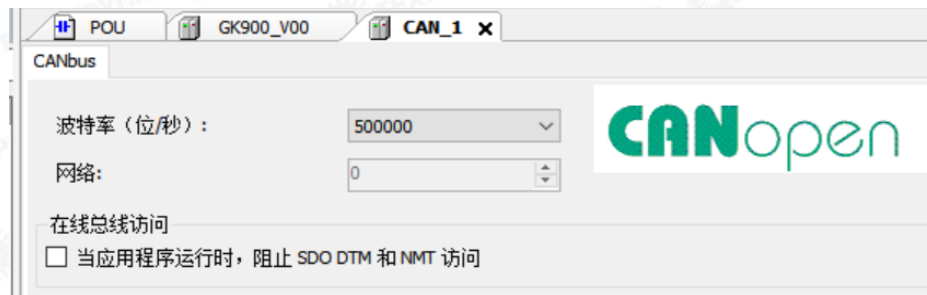 POU GK900_V00 CAN_1
CANbus
波特率（位/秒）： 500000
CANopen
网络: 0
在线总线访问
当应用程序运行时，阻止 SDO DTM 和 NMT 访问